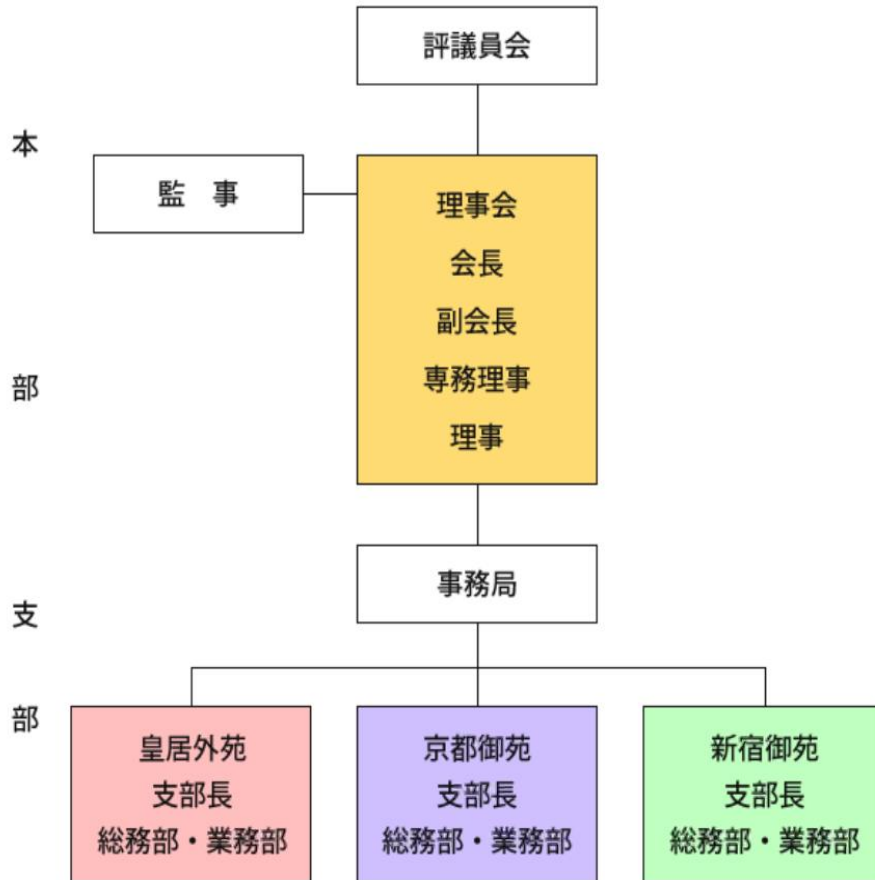 評議員会
本部
監　事
理事会
会長
副会長
専務理事
理事
事務局
支部
皇居外苑
支部長
総務部・業務部
京都御苑
支部長
総務部・業務部
新宿御苑
支部長
総務部・業務部